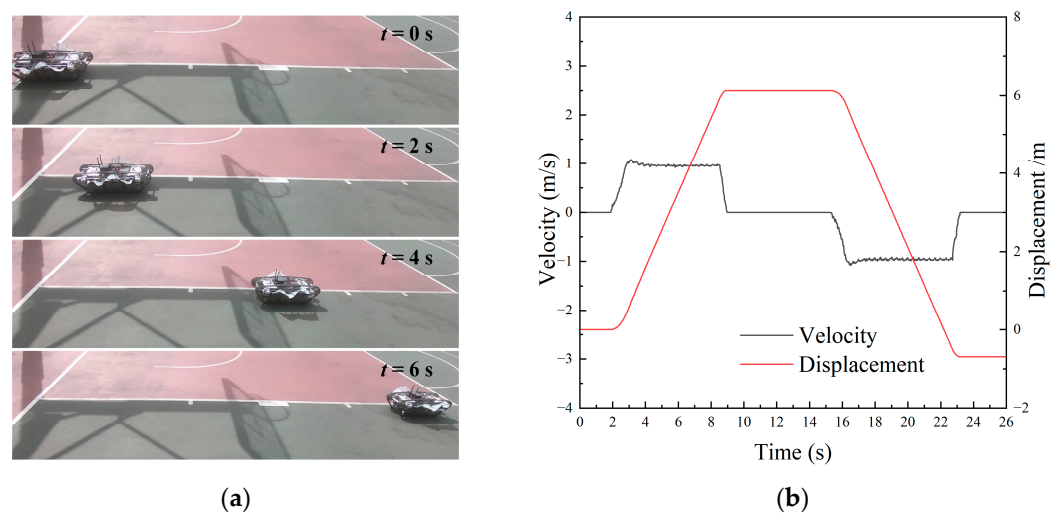 t = 0 s
t = 2 s
t = 4 s
t = 6 s
(a)
4
3
2
1
0
−1
−2
−3
−4
Velocity (m/s)
8
6
4
2
0
−2
Displacement /m
Velocity
Displacement
0 2 4 6 8 10 12 14 16 18 20 22 24 26
Time (s)
(b)